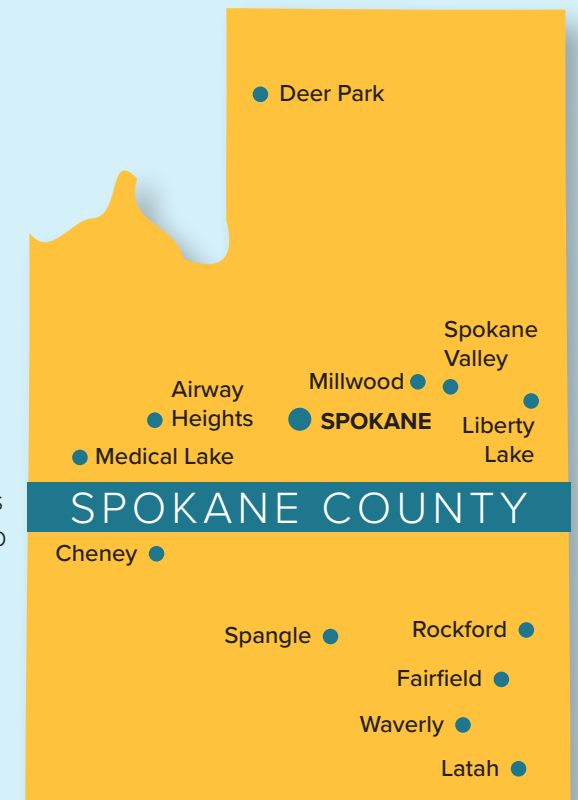 Deer Park
Spokane
Valley
Millwood
Airway
Heights
SPOKANE
Liberty
Lake
Medical Lake
SPOKANE COUNTY
Cheney
Spangle
Rockford
Fairfield
Waverly
Latah